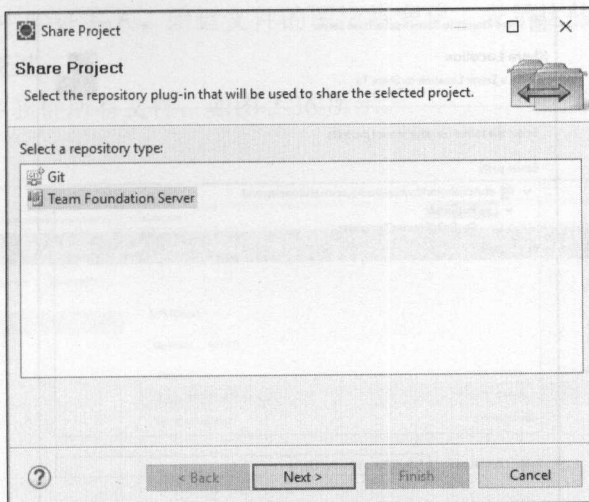 Share Project
Share Project
Select the repository plug-in that will be used to share the selected project.
Select a repository type:
Git
Team Foundation Server
?
< Back
Next >
Finish
Cancel